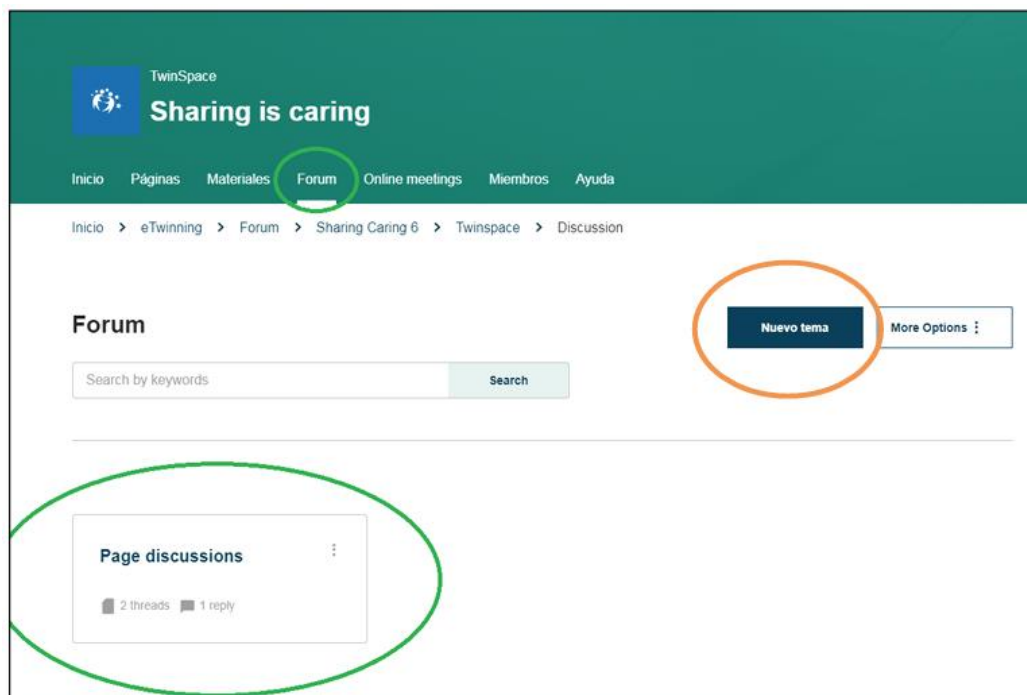 TwinSpace
Sharing is caring
Inicio Páginas Materiales Forum Online meetings Miembros Ayuda
Inicio > eTwinning > Forum > Sharing Caring 6 > Twinspace > Discussion
Forum
Nuevo tema
More Options
Search by keywords
Search
Page discussions
2 threads 1 reply